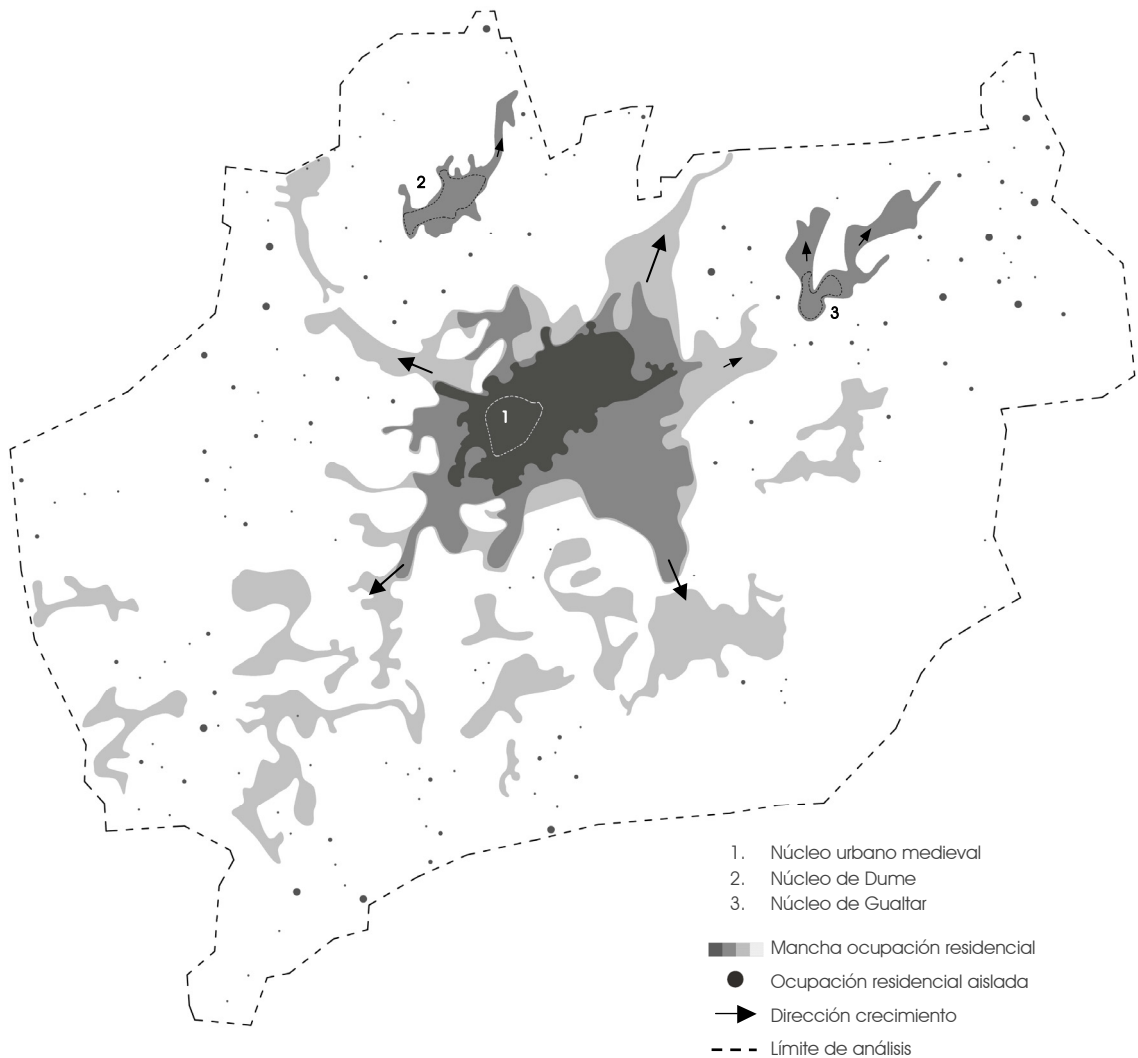 2
3
1
1. Núcleo urbano medieval
2. Núcleo de Dume
3. Núcleo de Gualtar
Mancha ocupación residencial
Ocupación residencial aislada
Dirección crecimiento
Límite de análisis